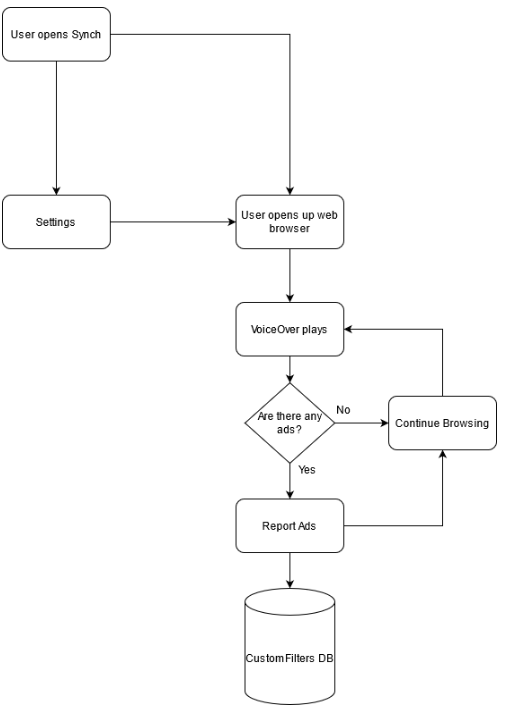 User opens Synch
Settings
User opens up web
browser
VoiceOver plays
Are there any
ads?
No
Continue Browsing
Yes
Report Ads
CustomFilters DB